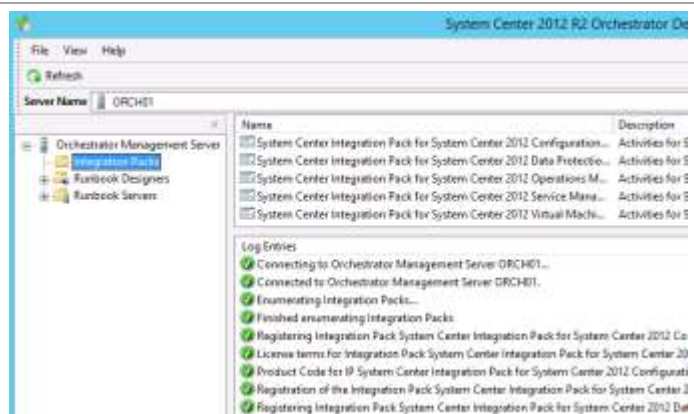 System Center 2012 R2 Orchestrator De
File View Help
Refresh
Server Name ORCH01
Orchestrator Management Server
Integration Packs
Runbook Designers
Runbook Servers
Name Description
System Center Integration Pack for System Center 2012 Configuration... Activities for S
System Center Integration Pack for System Center 2012 Data Protectio... Activities for S
System Center Integration Pack for System Center 2012 Operations M... Activities for S
System Center Integration Pack for System Center 2012 Service Mana... Activities for S
System Center Integration Pack for System Center 2012 Virtual Machi... Activities for S
Log Entries
Connecting to Orchestrator Management Server ORCH01...
Connected to Orchestrator Management Server ORCH01.
Enumerating Integration Packs...
Finished enumerating Integration Packs
Registering Integration Pack System Center Integration Pack for System Center 2012 Co
License terms for Integration Pack System Center Integration Pack for System Center 20
Product Code for IP System Center Integration Pack for System Center 2012 Configurati
Registration of the Integration Pack System Center Integration Pack for System Center 2
Registering Integration Pack System Center Integration Pack for System Center 2012 Da